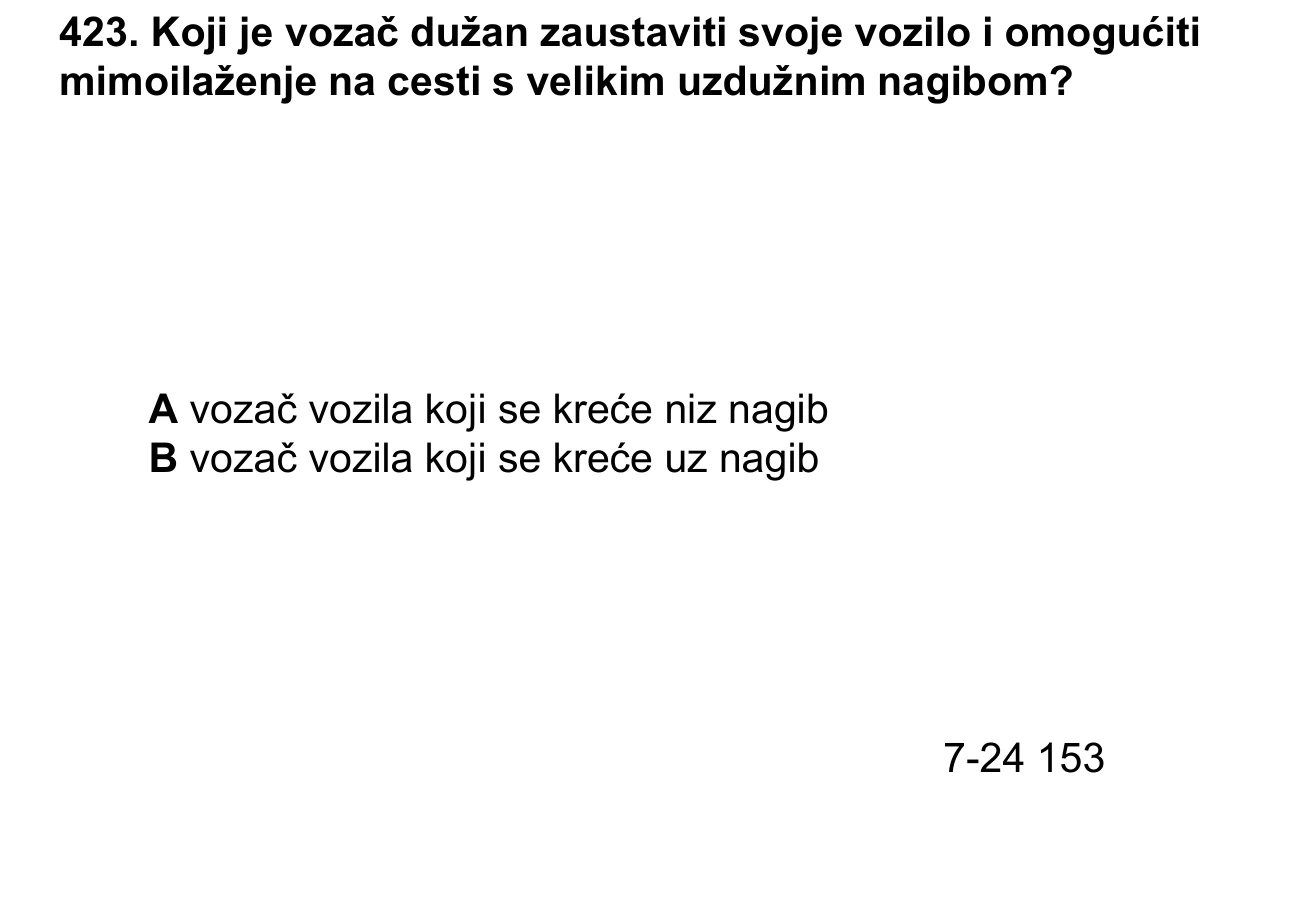 423. Koji je vozač dužan zaustaviti svoje vozilo i omogućiti
mimoilaženje na cesti s velikim uzdužnim nagibom?
A vozač vozila koji se kreće niz nagib
B vozač vozila koji se kreće uz nagib
7-24 153